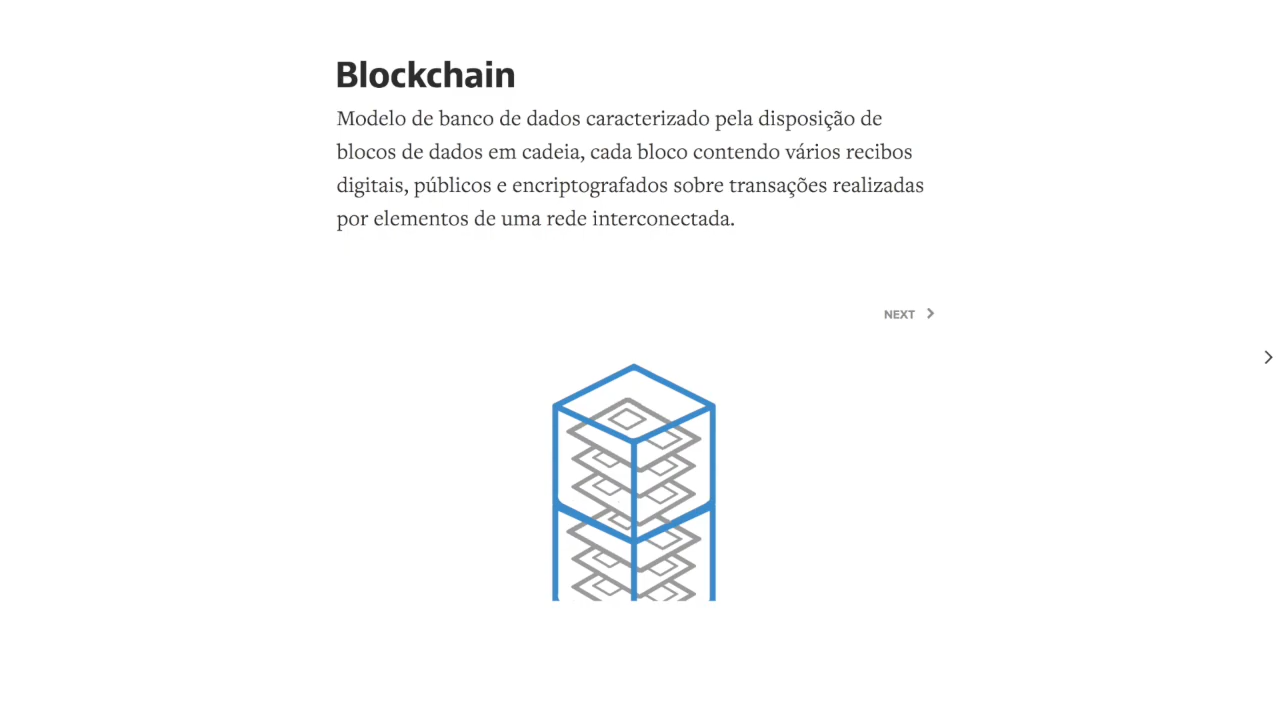 Blockchain
Modelo de banco de dados caracterizado pela disposição de
blocos de dados em cadeia, cada bloco contendo vários recibos
digitais, públicos e encriptografados sobre transações realizadas
por elementos de uma rede interconectada.
NEXT